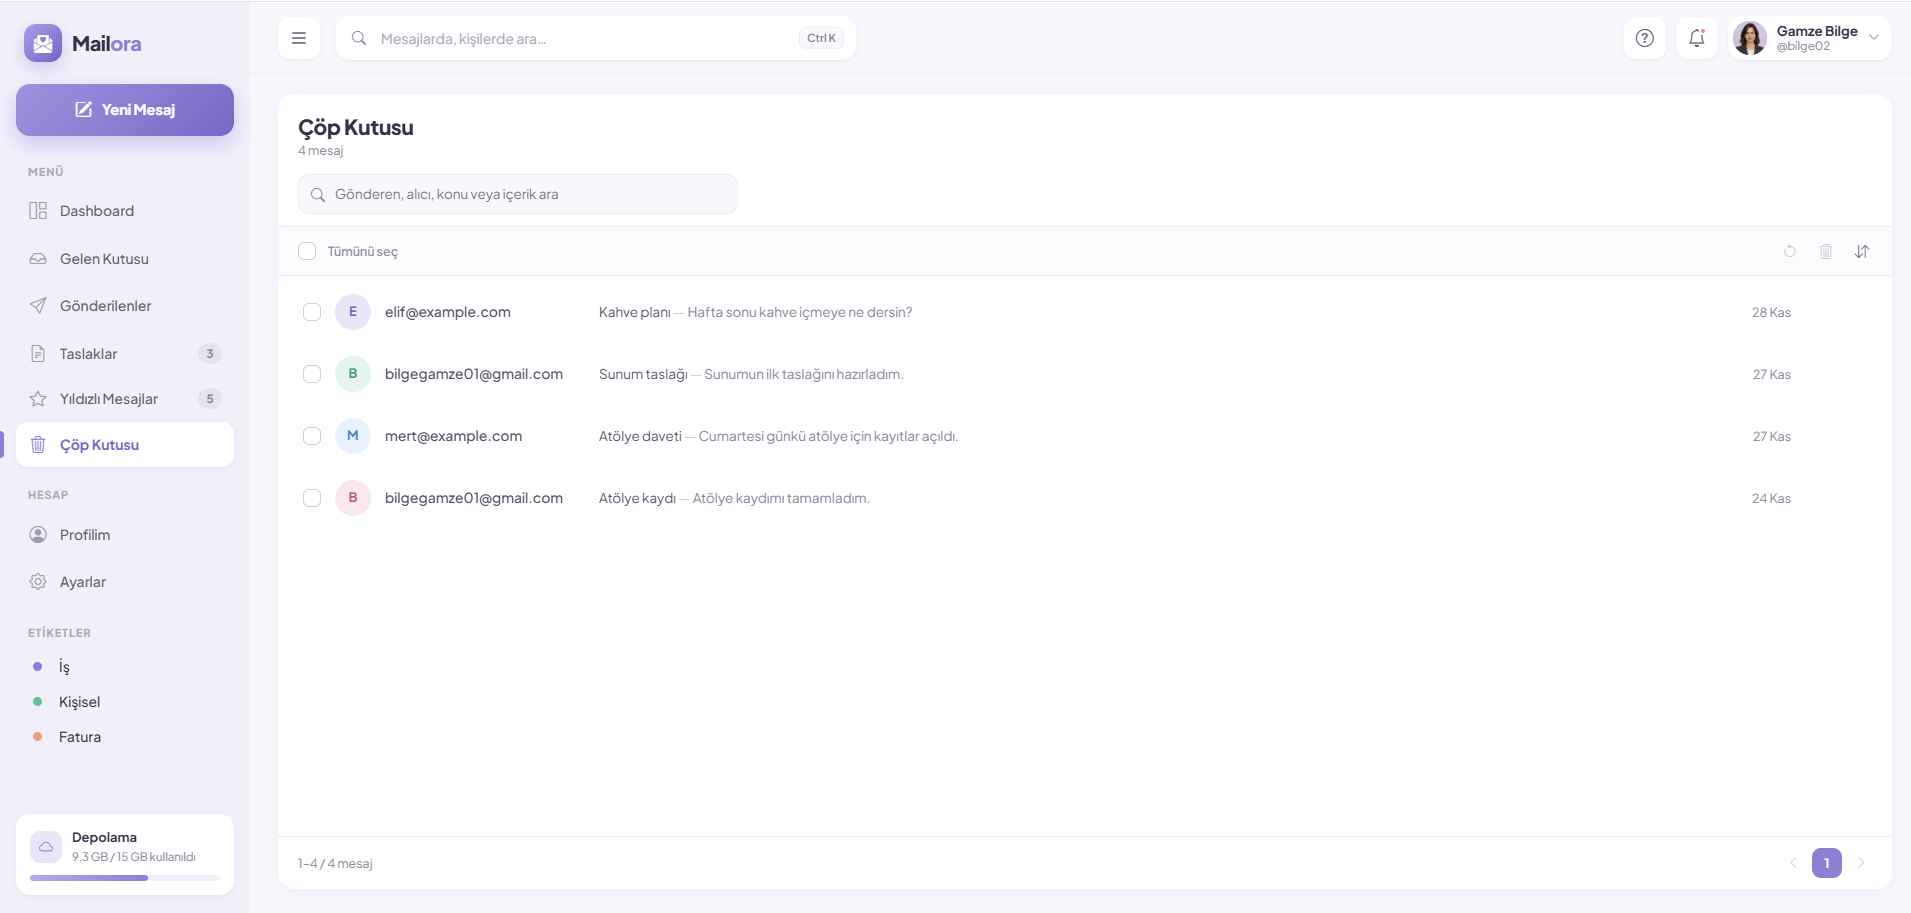 Mailora
Mesajlarda, kişilerde ara...
Ctrl K
Gamze Bilge
@bilge02
Yeni Mesaj
MENÜ
Dashboard
Gelen Kutusu
Gönderilenler
Taslaklar 3
Yıldızlı Mesajlar 5
Çöp Kutusu
HESAP
Profilim
Ayarlar
ETİKETLER
İş
Kişisel
Fatura
Depolama
9,3 GB / 15 GB kullanıldı
Çöp Kutusu
4 mesaj
Gönderen, alıcı, konu veya içerik ara
Tümünü seç
E elif@example.com Kahve planı — Hafta sonu kahve içmeye ne dersin? 28 Kas
B bilgegamze01@gmail.com Sunum taslağı — Sunumun ilk taslağını hazırladım. 27 Kas
M mert@example.com Atölye daveti — Cumartesi günkü atölye için kayıtlar açıldı. 27 Kas
B bilgegamze01@gmail.com Atölye kaydı — Atölye kaydımı tamamladım. 24 Kas
1–4 / 4 mesaj
1